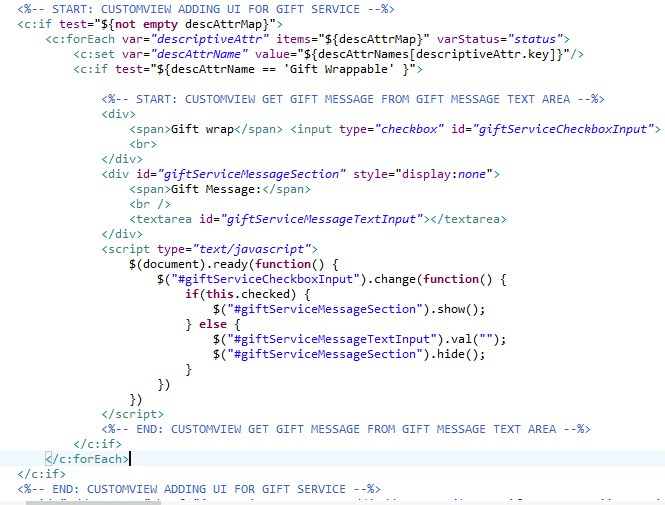 <%-- START: CUSTOMVIEW ADDING UI FOR GIFT SERVICE --%>
<c:if test="${not empty descAttrMap}">
    <c:forEach var="descriptiveAttr" items="${descAttrMap}" varStatus="status">
        <c:set var="descAttrName" value="${descAttrNames[descriptiveAttr.key]}"/>
        <c:if test="${descAttrName == 'Gift Wrappable' }">

            <%-- START: CUSTOMVIEW GET GIFT MESSAGE FROM GIFT MESSAGE TEXT AREA --%>
            <div>
                <span>Gift wrap</span> <input type="checkbox" id="giftServiceCheckboxInput">
                <br>
            </div>
            <div id="giftServiceMessageSection" style="display:none">
                <span>Gift Message:</span>
                <br />
                <textarea id="giftServiceMessageTextInput"></textarea>
            </div>
            <script type="text/javascript">
                $(document).ready(function() {
                    $("#giftServiceCheckboxInput").change(function() {
                        if(this.checked) {
                            $("#giftServiceMessageSection").show();
                        } else {
                            $("#giftServiceMessageTextInput").val("");
                            $("#giftServiceMessageSection").hide();
                        }
                    })
                })
            </script>
            <%-- END: CUSTOMVIEW GET GIFT MESSAGE FROM GIFT MESSAGE TEXT AREA --%>
        </c:if>
    </c:forEach>
</c:if>
<%-- END: CUSTOMVIEW ADDING UI FOR GIFT SERVICE --%>